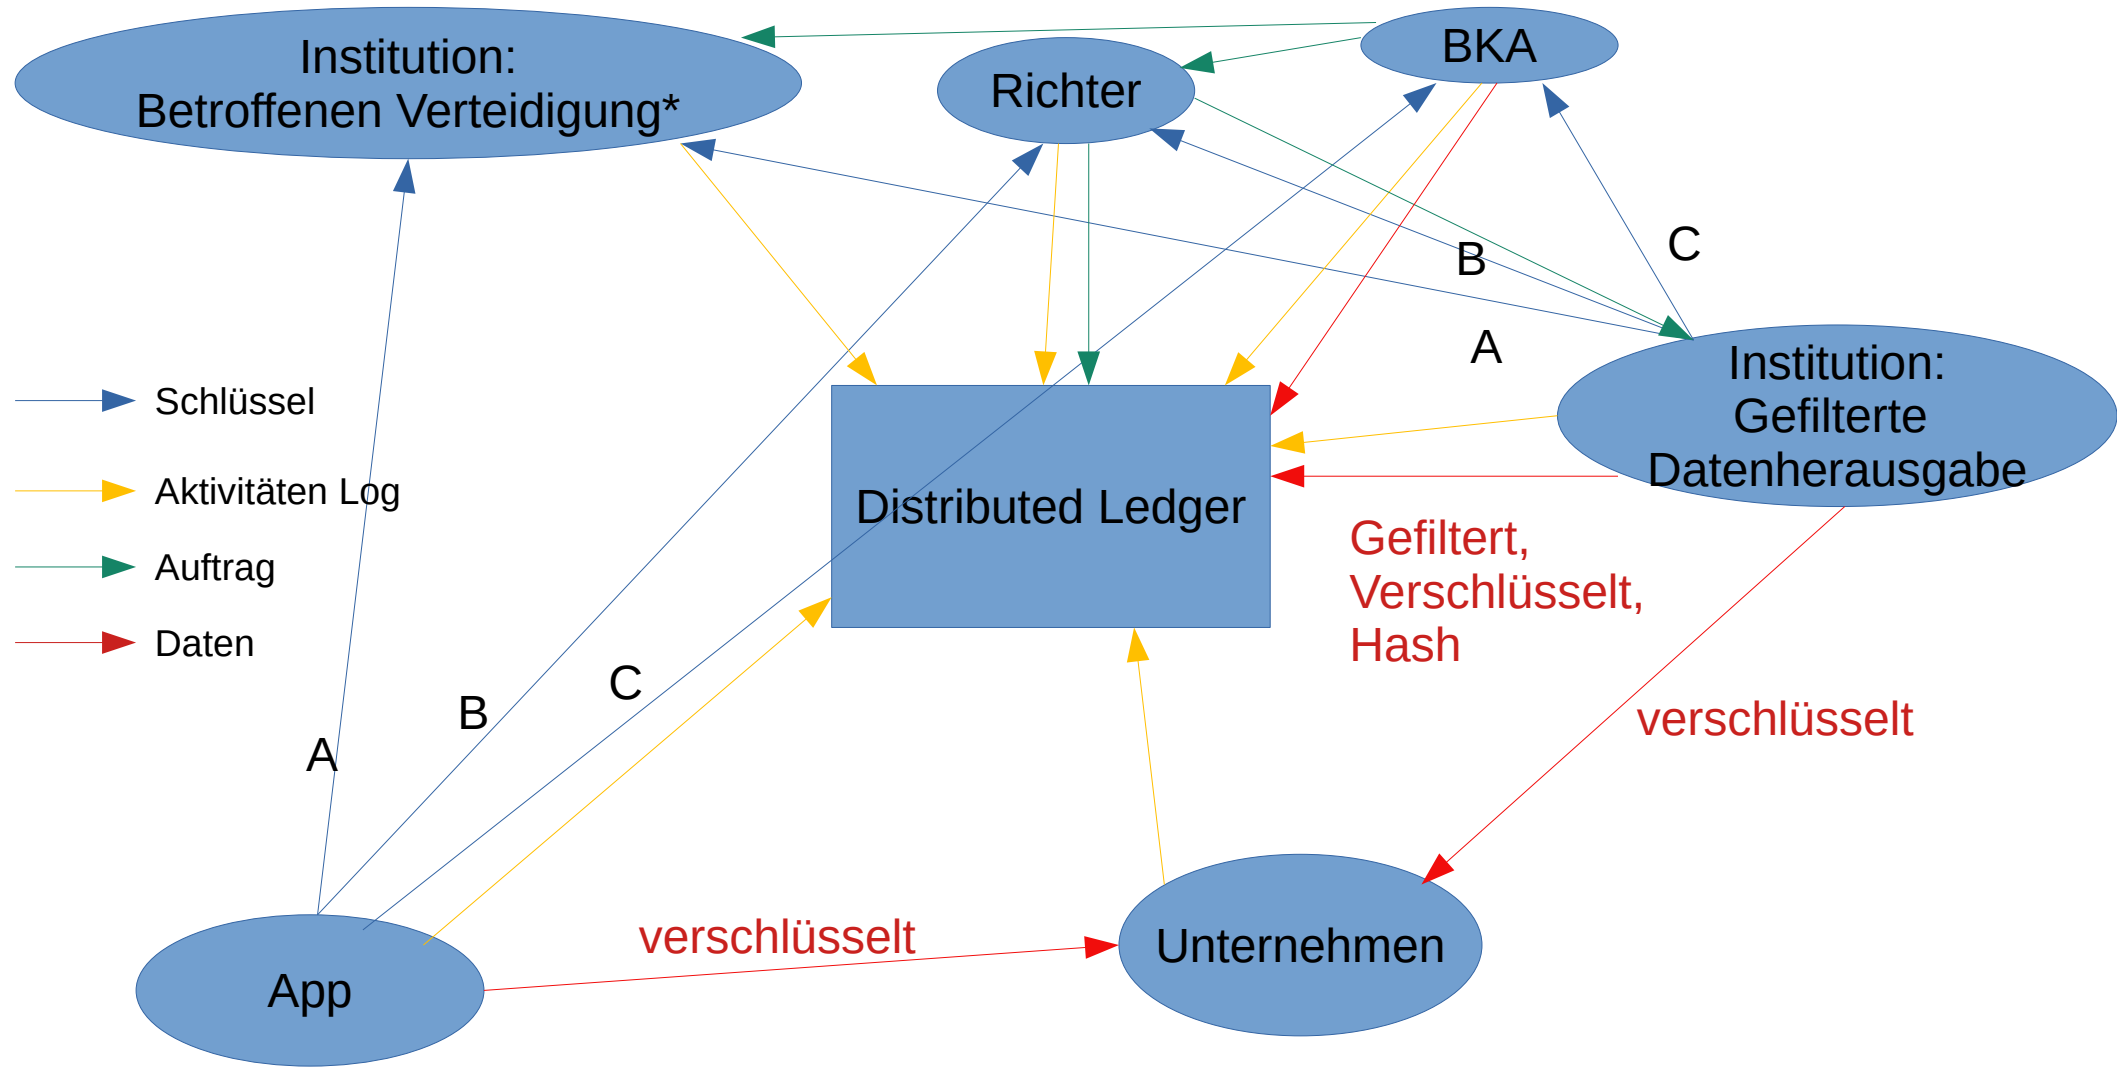 Institution:
Betroffenen Verteidigung*
Richter
BKA
B
C
A
Institution:
Gefilterte
Datenherausgabe
Schlüssel
Aktivitäten Log
Auftrag
Daten
Distributed Ledger
Gefiltert,
Verschlüsselt,
Hash
verschlüsselt
C
B
A
verschlüsselt
App
Unternehmen